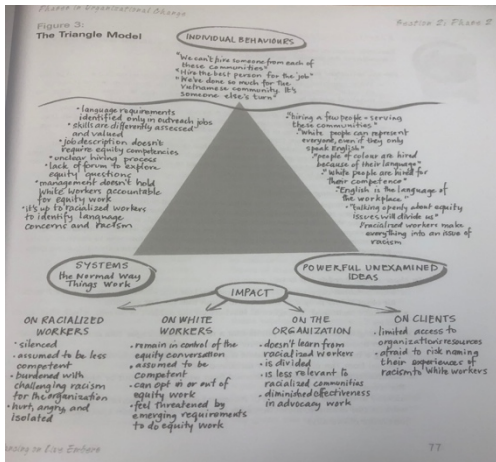 Phases in Organizational Change
Section 2: Phase 2
Figure 3:
The Triangle Model
INDIVIDUAL BEHAVIOURS
"We can't hire someone from each of
these communities"
"Hire the best person for the job"
"We've done so much for the
Vietnamese community. It's
someone else's turn"
• language requirements
identified only in outreach jobs
• skills are differently assessed
and valued
• job description doesn't
require equity competencies
• unclear hiring process
• lack of forum to explore
equity questions
• management doesn't hold
white workers accountable
for equity work
• it's up to racialized workers
to identify language
concerns and racism
"hiring a few people = serving
these communities"
"White people can represent
everyone, even if they only
speak English"
"people of colour are hired
because of their language"
"White people are hired for
their competence"
"English is the language of
the workplace"
"Talking openly about equity
issues will divide us"
"Racialized workers make
everything into an issue of
racism
SYSTEMS
the Normal Way
Things Work
POWERFUL UNEXAMINED
IDEAS
IMPACT
ON RACIALIZED
WORKERS
• silenced
• assumed to be less
competent
• burdened with
challenging racism
for the organization
• hurt, angry, and
isolated
ON WHITE
WORKERS
• remain in control of the
equity conversation
• assumed to be
competent
• can opt in or out of
equity work
• feel threatened by
emerging requirements
to do equity work
ON THE
ORGANIZATION
• doesn't learn from
racialized workers
• is divided
• is less relevant to
racialized communities
• diminished effectiveness
in advocacy work
ON CLIENTS
• limited access to
organization's resources
• afraid to risk naming
their experiences of
racism to white workers
77